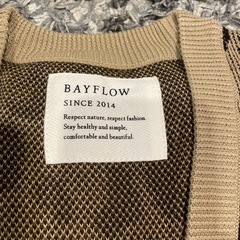 BAYFLOW
SINCE 2014
Respect nature, respect fashion.
Stay healthy and simple,
comfortable and beautiful.